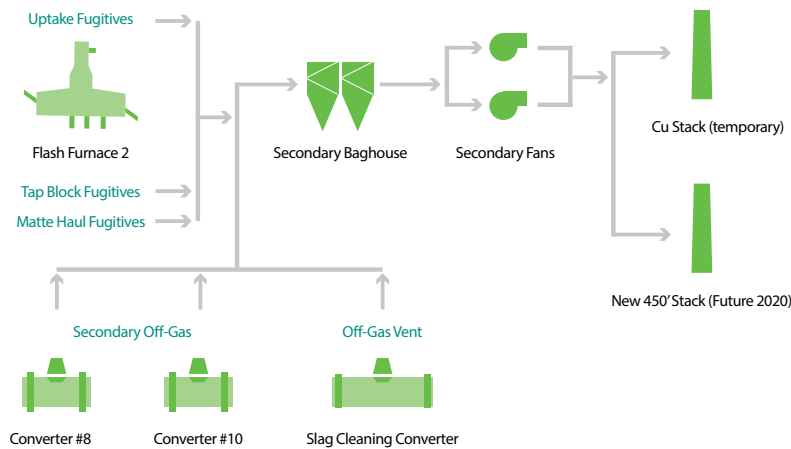 Uptake Fugitives
Flash Furnace 2
Secondary Baghouse
Secondary Fans
Cu Stack (temporary)
Tap Block Fugitives
Matte Haul Fugitives
New 450' Stack (Future 2020)
Secondary Off-Gas
Off-Gas Vent
Converter #8
Converter #10
Slag Cleaning Converter